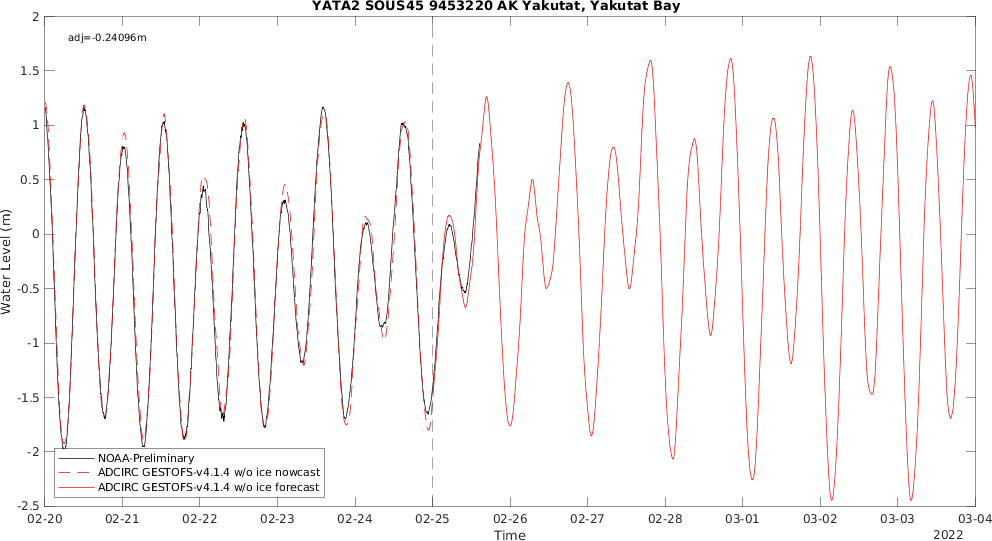 YATA2 SOUS45 9453220 AK Yakutat, Yakutat Bay
adj=-0.24096m
2
1.5
1
0.5
0
-0.5
-1
-1.5
-2
-2.5
Water Level (m)
NOAA-Preliminary
ADCIRC GESTOFS-v4.1.4 w/o ice nowcast
ADCIRC GESTOFS-v4.1.4 w/o ice forecast
02-20 02-21 02-22 02-23 02-24 02-25 02-26 02-27 02-28 03-01 03-02 03-03 03-04
Time
2022